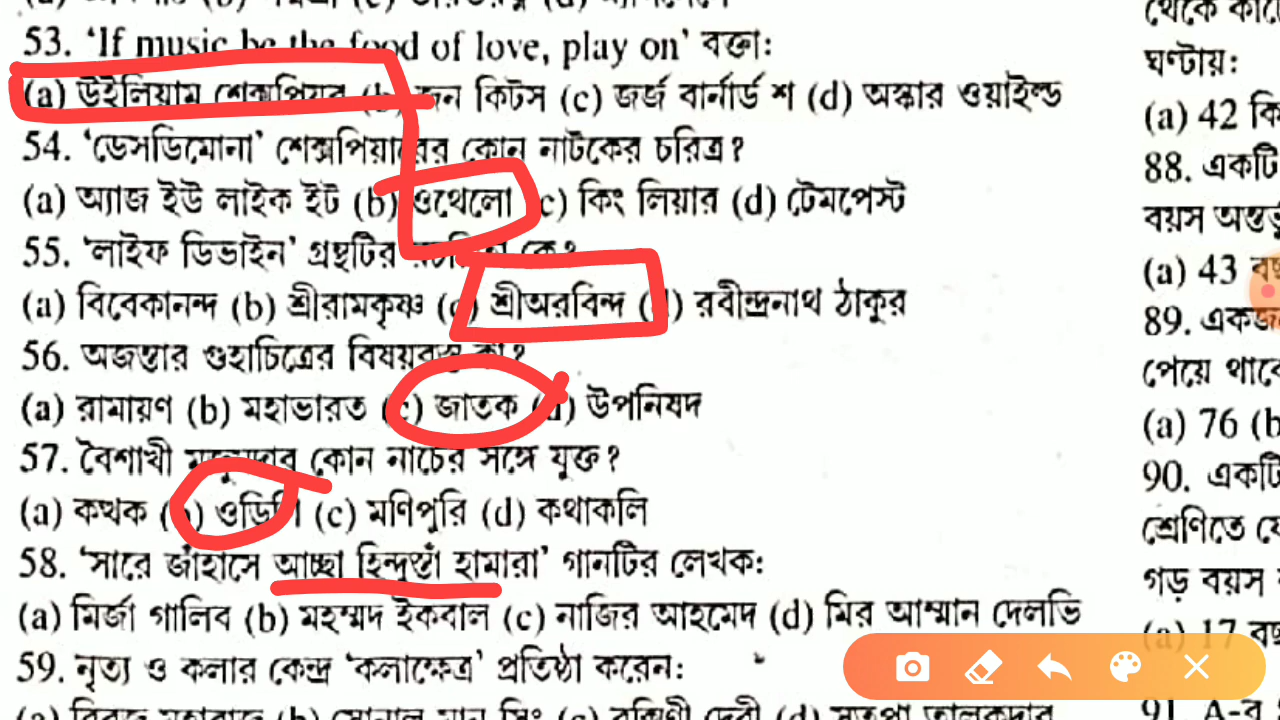 53. ‘If music be the food of love, play on’ বক্তা:
(a) উইলিয়াম শেক্সপিয়র (b) জন কিটস (c) জর্জ বার্নার্ড শ (d) অস্কার ওয়াইল্ড
54. ‘ডেসডিমোনা’ শেক্সপিয়ারের কোন নাটকের চরিত্র?
(a) অ্যাজ ইউ লাইক ইট (b) ওথেলো (c) কিং লিয়ার (d) টেমপেস্ট
55. ‘লাইফ ডিভাইন’ গ্রন্থটির রচয়িতা কে?
(a) বিবেকানন্দ (b) শ্রীরামকৃষ্ণ (c) শ্রীঅরবিন্দ (d) রবীন্দ্রনাথ ঠাকুর
56. অজন্তার গুহাচিত্রের বিষয়বস্তু কী?
(a) রামায়ণ (b) মহাভারত (c) জাতক (d) উপনিষদ
57. বৈশাখী কোন নাচের সঙ্গে যুক্ত?
(a) কত্থক (b) (c) মণিপুরি (d) কথাকলি
58. ‘সারে জাঁহাসে আচ্ছা হিন্দুস্তাঁ হামারা’ গানটির লেখক:
(a) মির্জা গালিব (b) মহম্মদ ইকবাল (c) নাজির আহমেদ (d) মির আম্মান দেলভি
59. নৃত্য ও কলার কেন্দ্র ‘কলাক্ষেত্র’ প্রতিষ্ঠা করেন:
থেকে
ঘণ্টায়:
(a) 42
88. একটি
বয়স
(a) 43
89.
পেয়ে
(a) 76
90. একটি
শ্রেণিতে
গড় বয়স
(a) 17
91. A-র